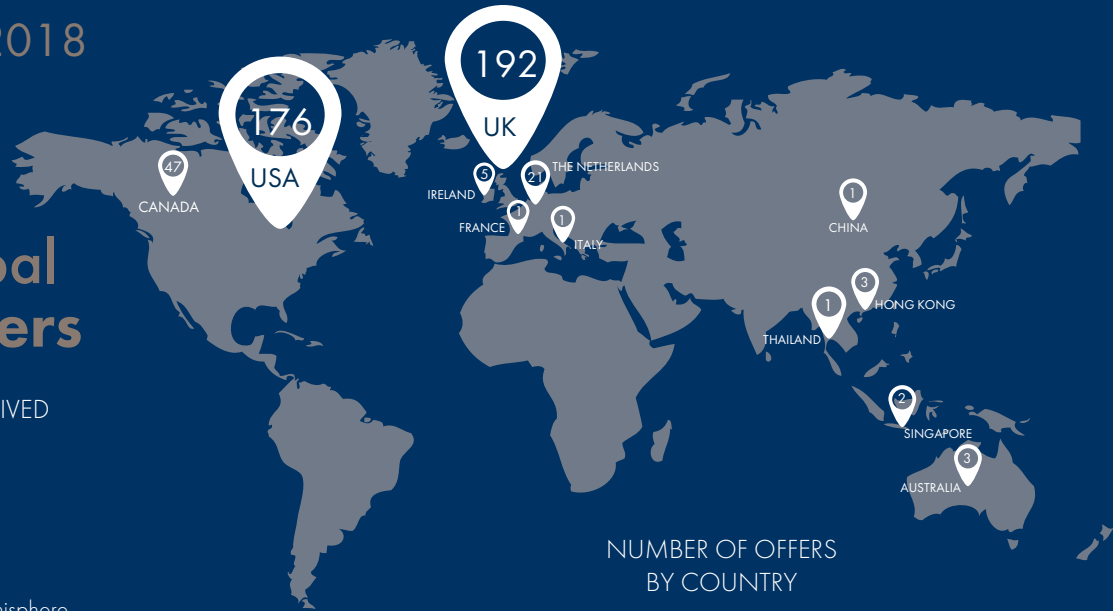 2018
bal
ers
IVED
isphere
192
UK
176
USA
47
CANADA
5
IRELAND
21
THE NETHERLANDS
1
FRANCE
1
ITALY
1
CHINA
3
HONG KONG
1
THAILAND
2
SINGAPORE
3
AUSTRALIA
NUMBER OF OFFERS
BY COUNTRY